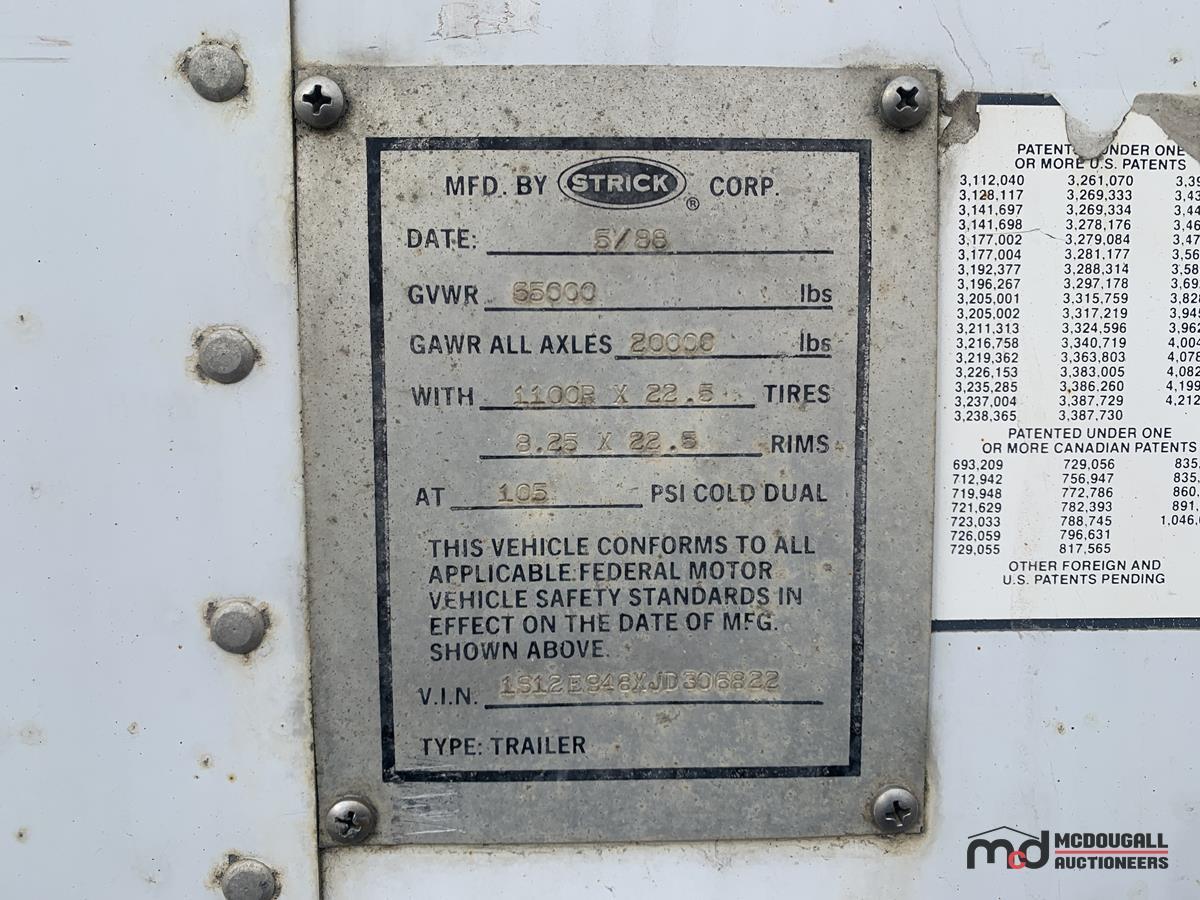 MFD. BY STRICK ® CORP.
DATE: 5/88
GVWR 65000 lbs
GAWR ALL AXLES 20000 lbs
WITH 1100R X 22.5 TIRES
8.25 X 22.5 RIMS
AT 105 PSI COLD DUAL
THIS VEHICLE CONFORMS TO ALL
APPLICABLE FEDERAL MOTOR
VEHICLE SAFETY STANDARDS IN
EFFECT ON THE DATE OF MFG.
SHOWN ABOVE.
V.I.N. 1S12E948XJD306822
TYPE: TRAILER
PATENTED UNDER ONE
OR MORE U.S. PATENTS
3,112,040 3,261,070
3,128,117 3,269,333
3,141,697 3,269,334
3,141,698 3,278,176
3,177,002 3,279,084
3,177,004 3,281,177
3,192,377 3,288,314
3,196,267 3,297,178
3,205,001 3,315,759
3,205,002 3,317,219
3,211,313 3,324,596
3,216,758 3,340,719
3,219,362 3,363,803
3,226,153 3,383,005
3,235,285 3,386,260
3,237,004 3,387,729
3,238,365 3,387,730
PATENTED UNDER ONE
OR MORE CANADIAN PATENTS
693,209 729,056
712,942 756,947
719,948 772,786
721,629 782,393
723,033 788,745
726,059 796,631
729,055 817,565
OTHER FOREIGN AND
U.S. PATENTS PENDING
mcd MCDOUGALL
AUCTIONEERS